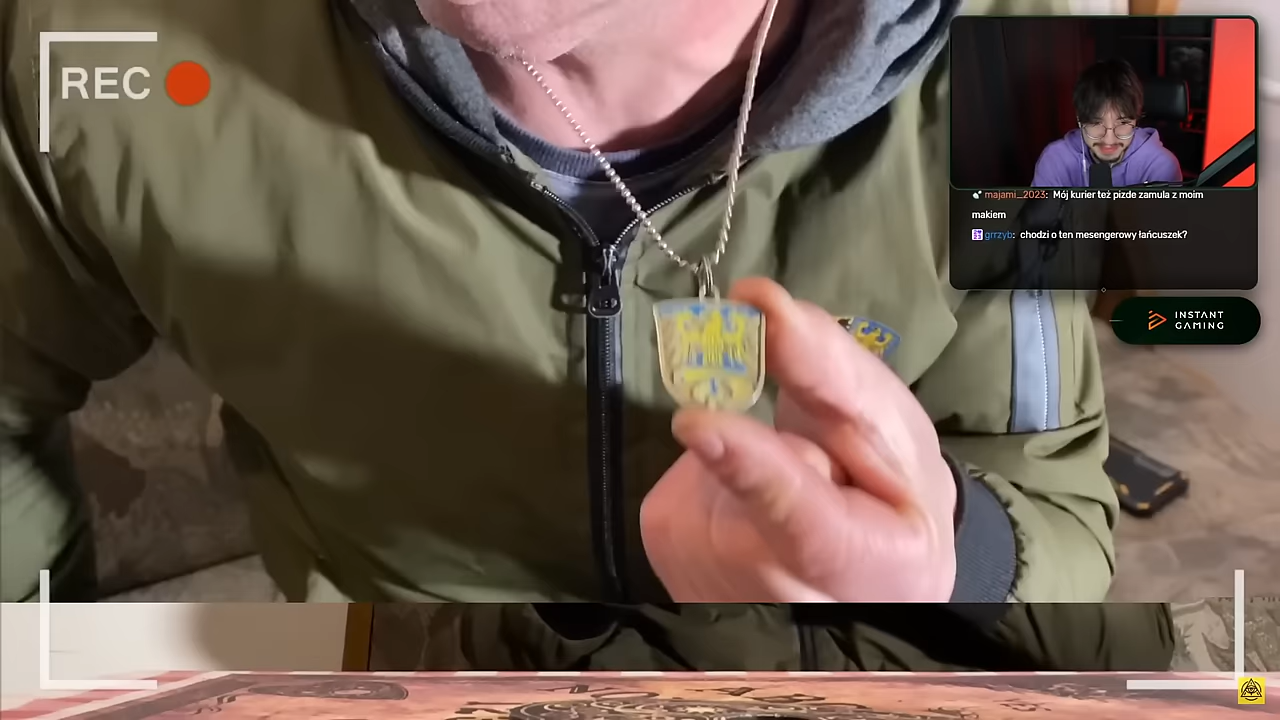 REC
majami_2023: Mój kurier też pizde zamula z moim
makiem
grrzyb: chodzi o ten mesengerowy łańcuszek?
INSTANT
GAMING